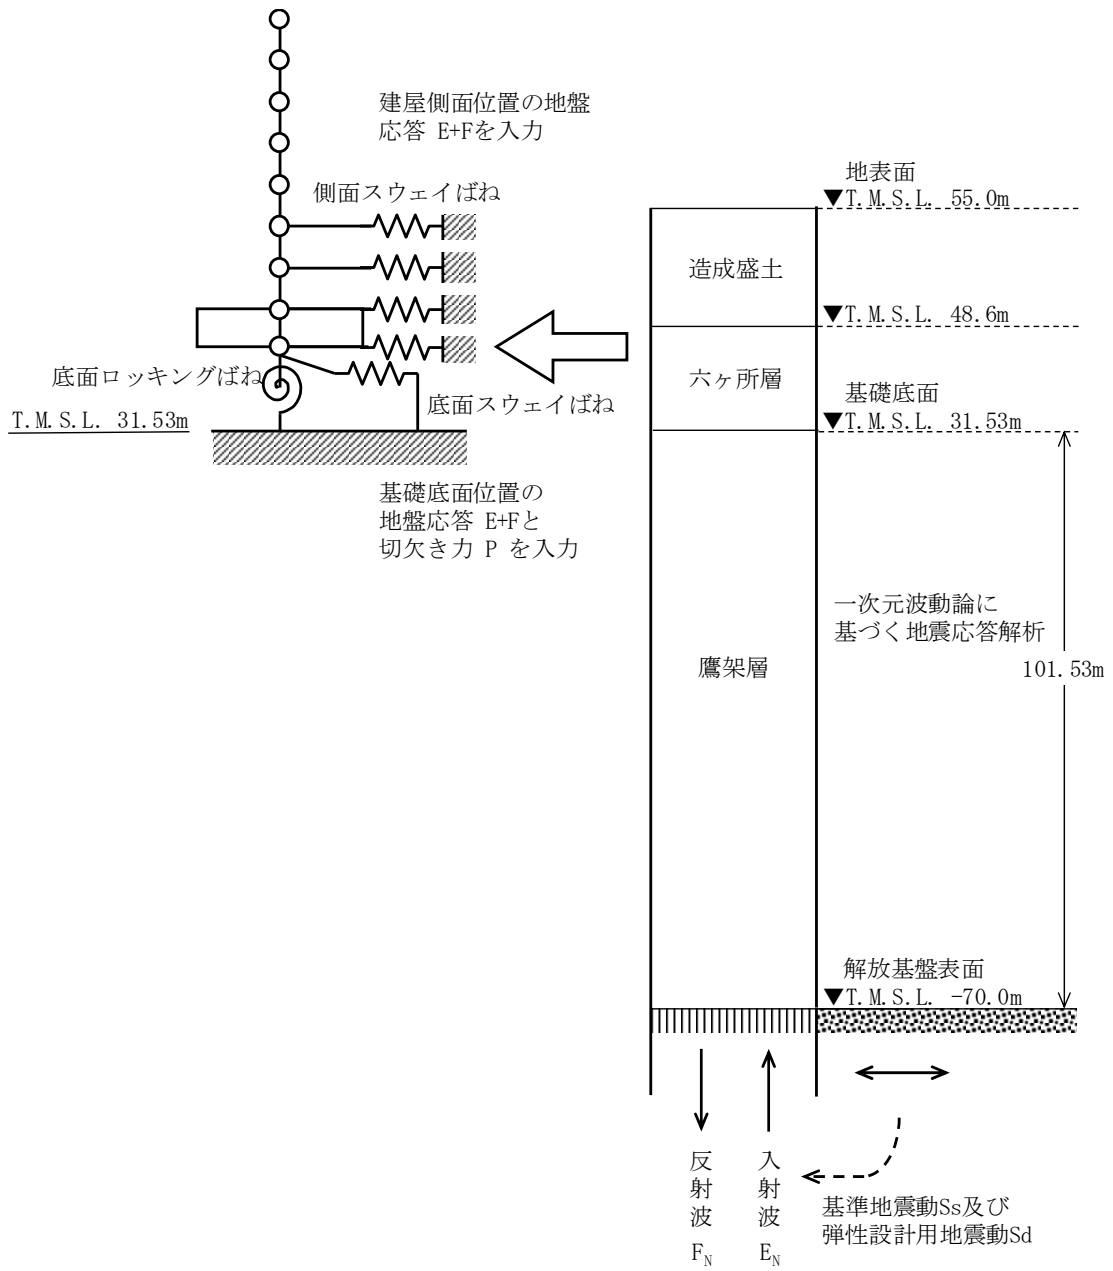 建屋側面位置の地盤
応答 E+Fを入力
側面スウェイばね
底面ロッキングばね
底面スウェイばね
T.M.S.L. 31.53m
基礎底面位置の
地盤応答 E+Fと
切欠き力 P を入力
地表面
▼T.M.S.L. 55.0m
造成盛土
▼T.M.S.L. 48.6m
六ヶ所層
基礎底面
▼T.M.S.L. 31.53m
一次元波動論に
基づく地震応答解析
101.53m
鷹架層
解放基盤表面
▼T.M.S.L. -70.0m
反射波 FN
入射波 EN
基準地震動Ss及び
弾性設計用地震動Sd